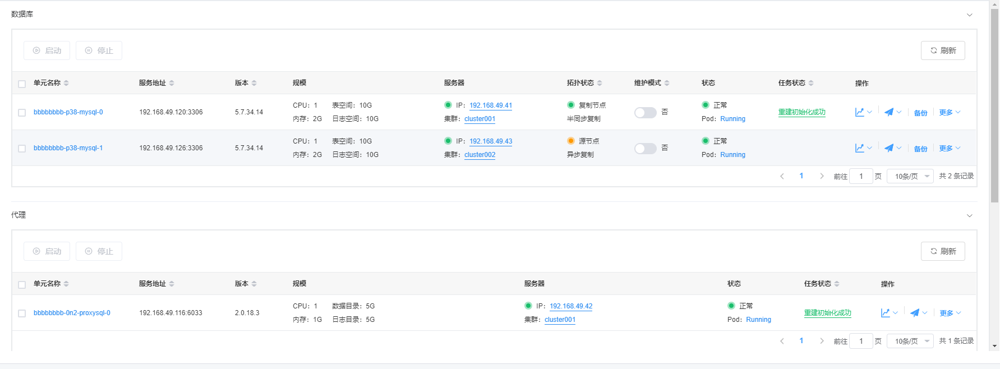 数据库
启动 停止 刷新
单元名称 服务地址 版本 规模 服务器 拓扑状态 维护模式 状态 任务状态 操作
bbbbbbbb-p38-mysql-0 192.168.49.120:3306 5.7.34.14 CPU：1 表空间：10G IP：192.168.49.41 复制节点 否 正常 重建初始化成功 备份 更多
内存：2G 日志空间：10G 集群：cluster001 半同步复制 Pod：Running
bbbbbbbb-p38-mysql-1 192.168.49.126:3306 5.7.34.14 CPU：1 表空间：10G IP：192.168.49.43 源节点 否 正常 备份 更多
内存：2G 日志空间：10G 集群：cluster002 异步复制 Pod：Running
1 前往 1 页 10条/页 共 2 条记录
代理
启动 停止 刷新
单元名称 服务地址 版本 规模 服务器 状态 任务状态 操作
bbbbbbbb-0n2-proxysql-0 192.168.49.116:6033 2.0.18.3 CPU：1 数据目录：5G IP：192.168.49.42 正常 重建初始化成功 更多
内存：1G 日志目录：5G 集群：cluster001 Pod：Running
1 前往 1 页 10条/页 共 1 条记录